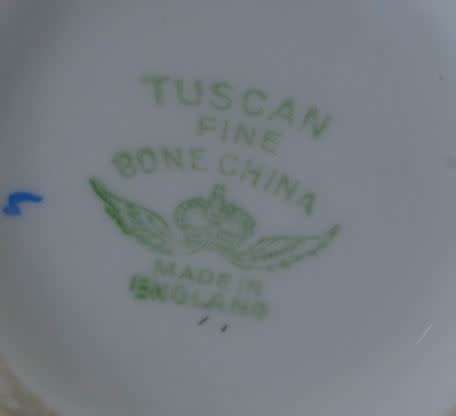 TUSCAN
FINE
BONE CHINA
MADE IN
ENGLAND